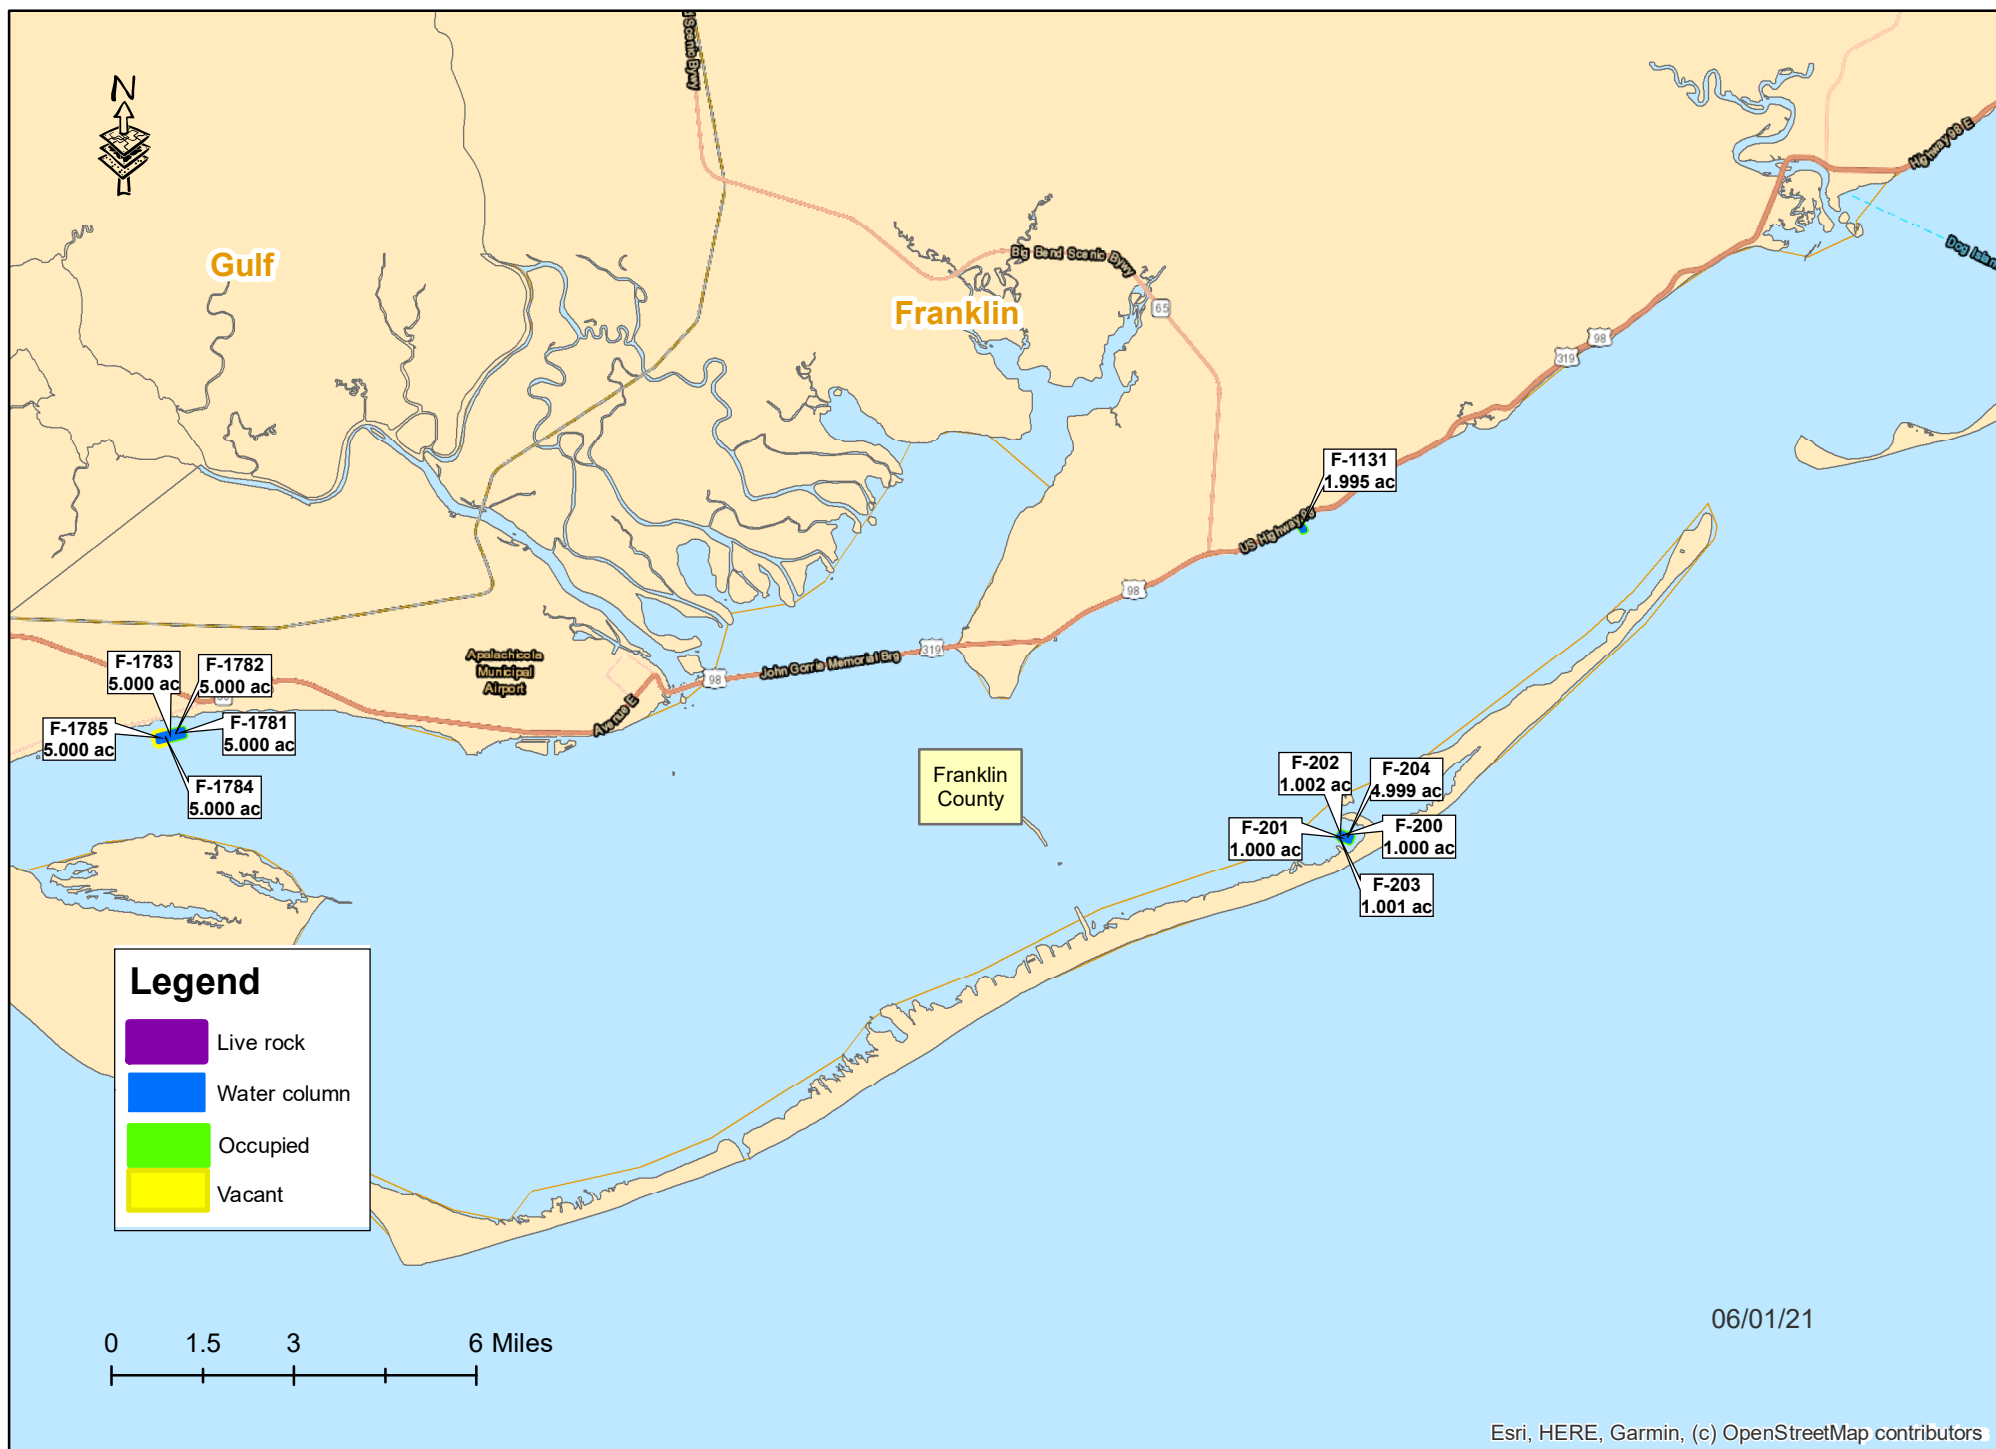 N
Scenic Bywy
Highway 98 E
Dog Islan
Gulf
Franklin
Big Bend Scenic Bywy
65
98
319
F-1131
1.995 ac
US Highway 98
98
319
John Gorrie Memorial Brg
98
Apalachicola
Municipal
Airport
Avenue E
F-1783
5.000 ac
F-1782
5.000 ac
F-1785
5.000 ac
F-1781
5.000 ac
F-1784
5.000 ac
Franklin
County
F-202
1.002 ac
F-204
4.999 ac
F-201
1.000 ac
F-200
1.000 ac
F-203
1.001 ac
Legend
Live rock
Water column
Occupied
Vacant
0 1.5 3 6 Miles
06/01/21
Esri, HERE, Garmin, (c) OpenStreetMap contributors